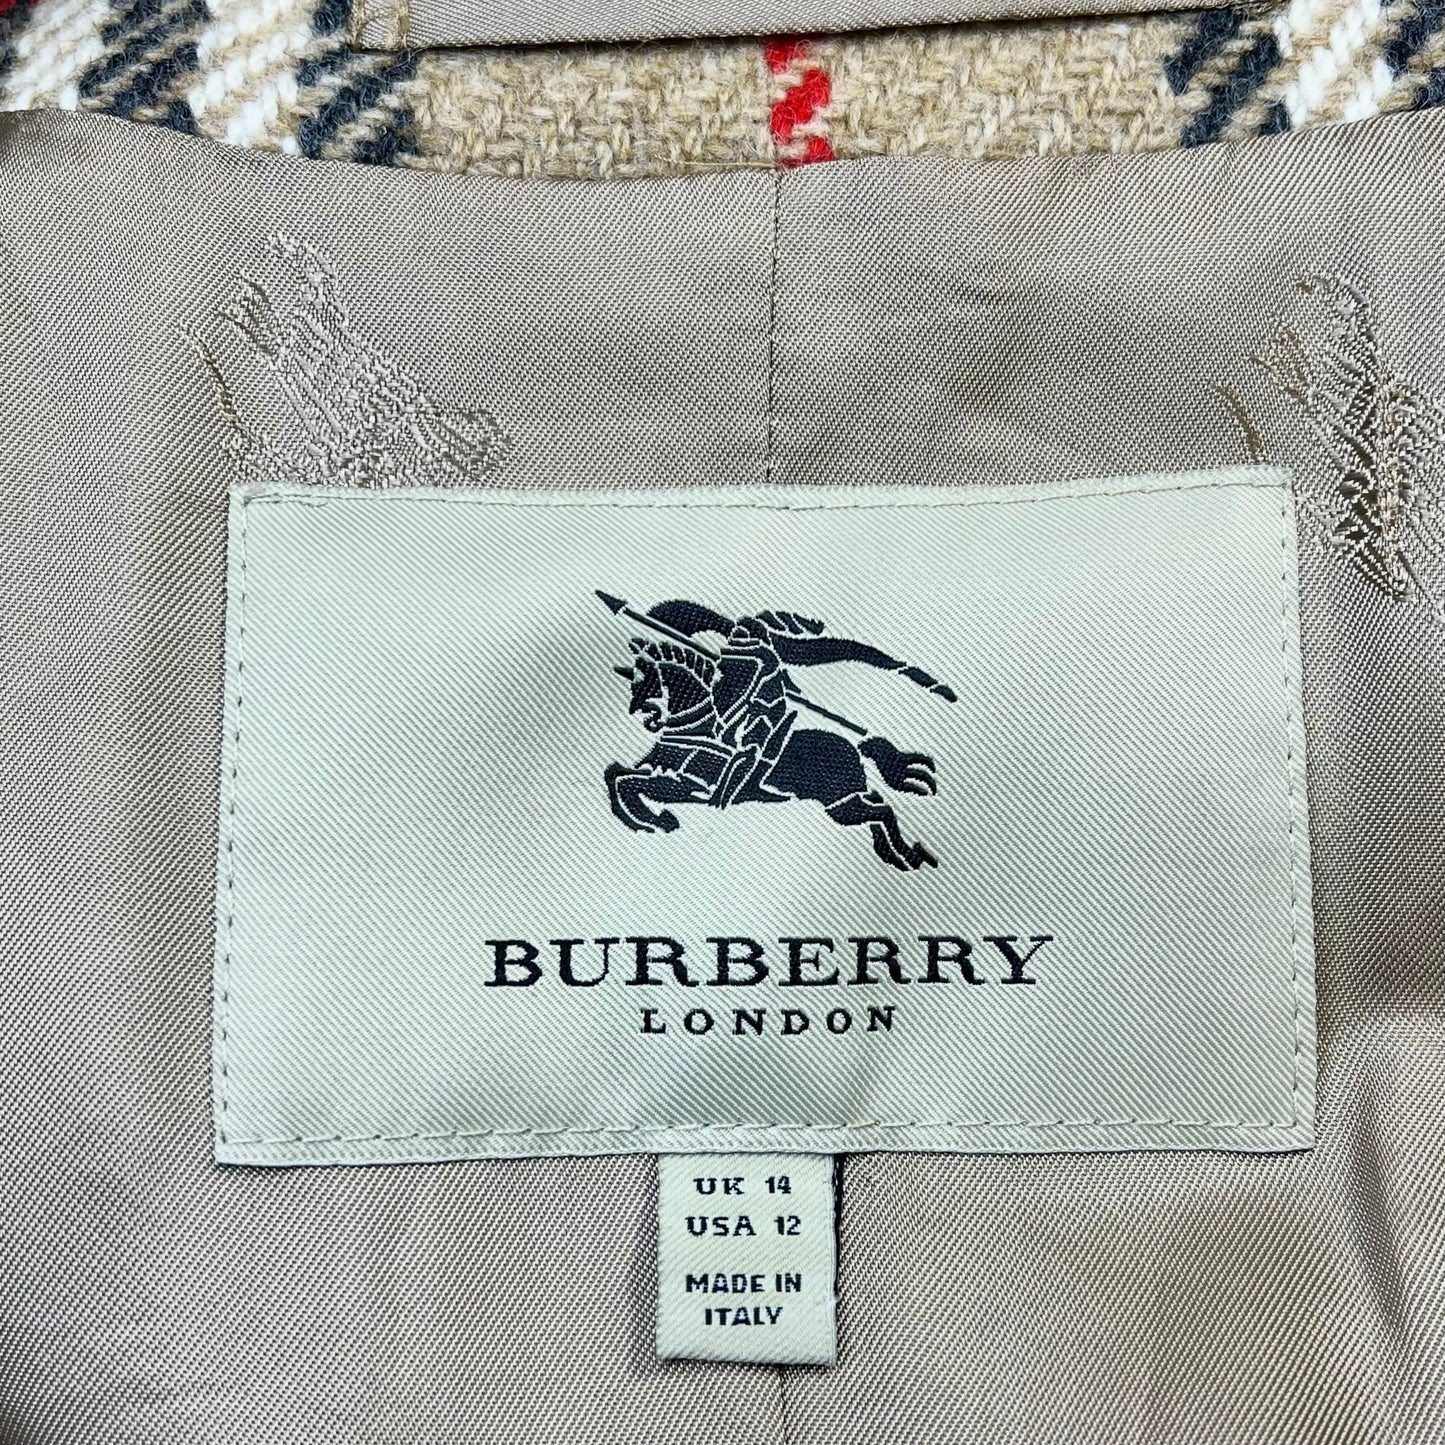 BURBERRY
LONDON
UK 14
USA 12
MADE IN
ITALY